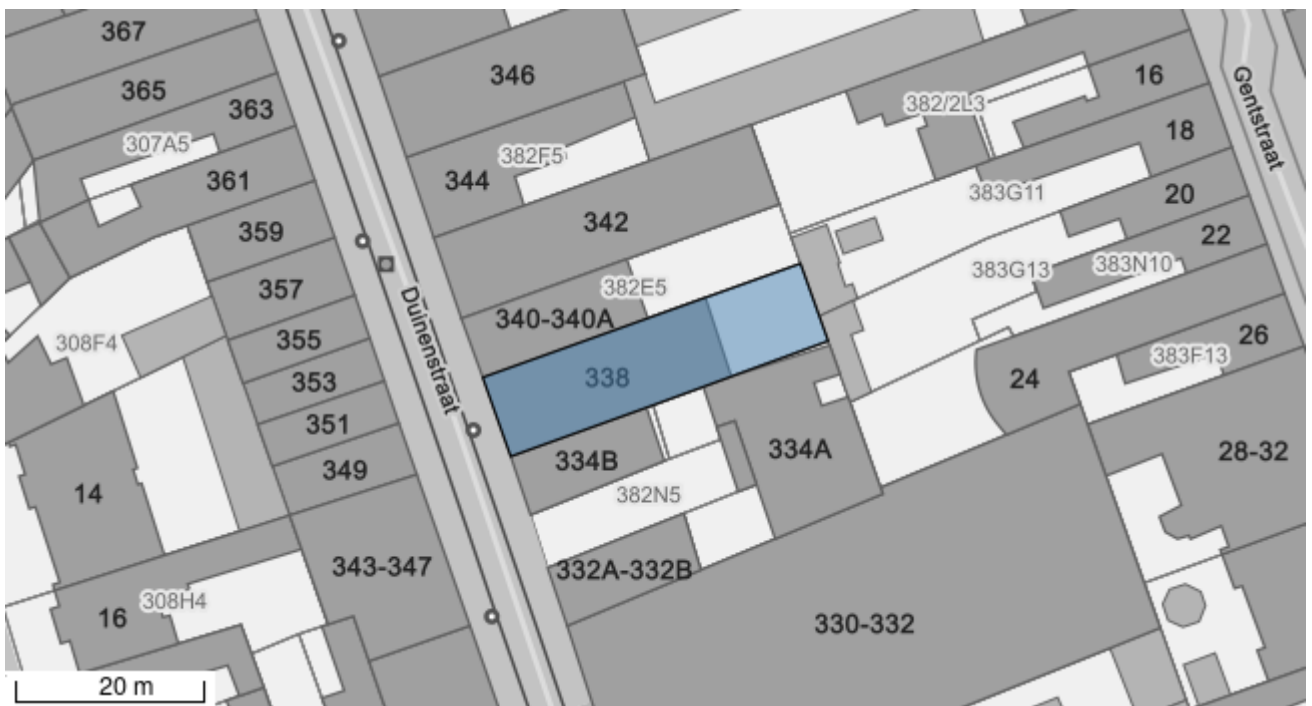 367
346
16
365
363
382/2L3
Gentstraat
18
307A5
382F5
344
361
383G11
20
342
359
22
383G13
383N10
357
382E5
340-340A
Duinenstraat
355
308F4
26
383F13
338
24
353
351
334B
334A
28-32
349
14
382N5
343-347
332A-332B
308H4
16
330-332
20 m